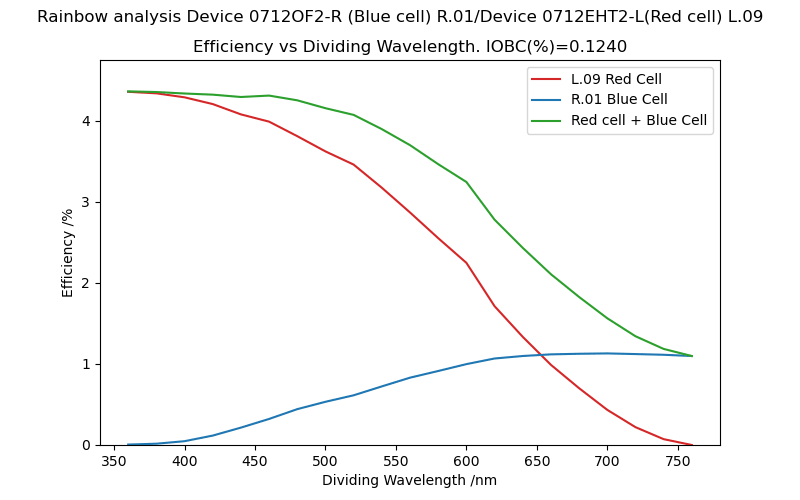 Rainbow analysis Device 0712OF2-R (Blue cell) R.01/Device 0712EHT2-L(Red cell) L.09
Efficiency vs Dividing Wavelength. IOBC(%)=0.1240
L.09 Red Cell
R.01 Blue Cell
Red cell + Blue Cell
Efficiency /%
4
3
2
1
0
350 400 450 500 550 600 650 700 750
Dividing Wavelength /nm